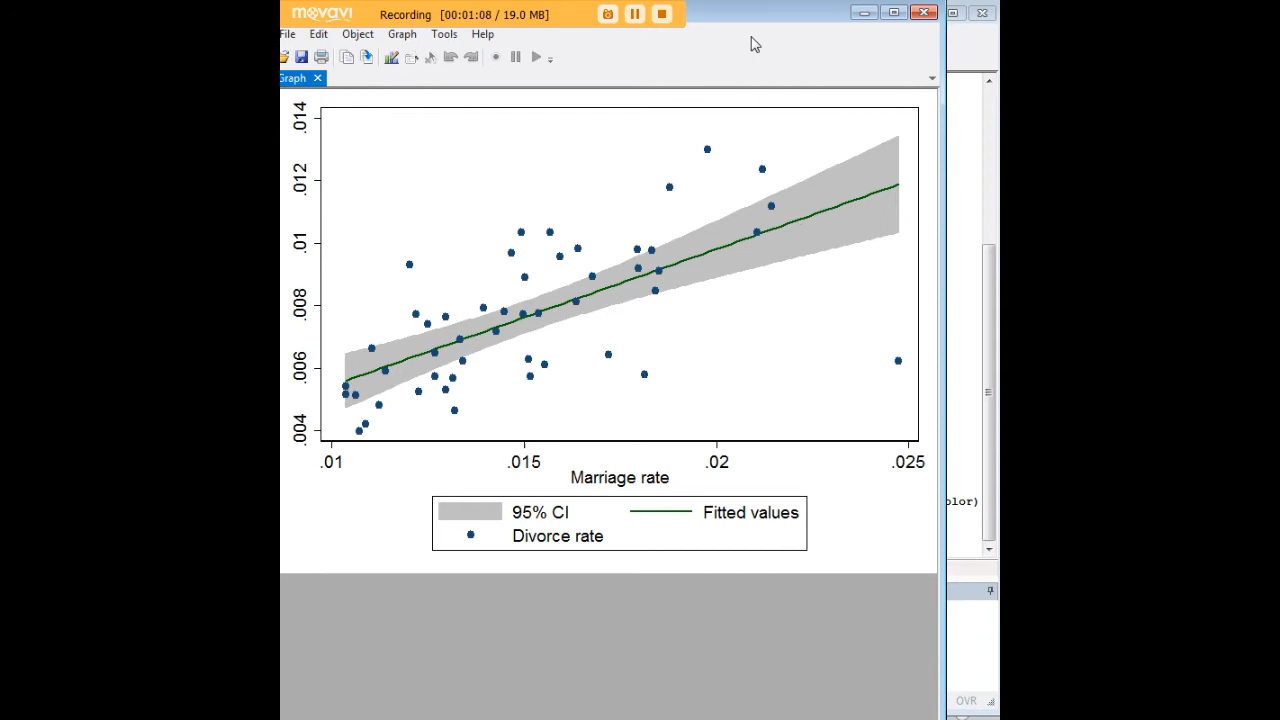 movavi Recording [00:01:08 / 19.0 MB]
File Edit Object Graph Tools Help
Graph
.014
.012
.01
.008
.006
.004
.01 .015 .02 .025
Marriage rate
95% CI Fitted values
Divorce rate
olor)
OVR